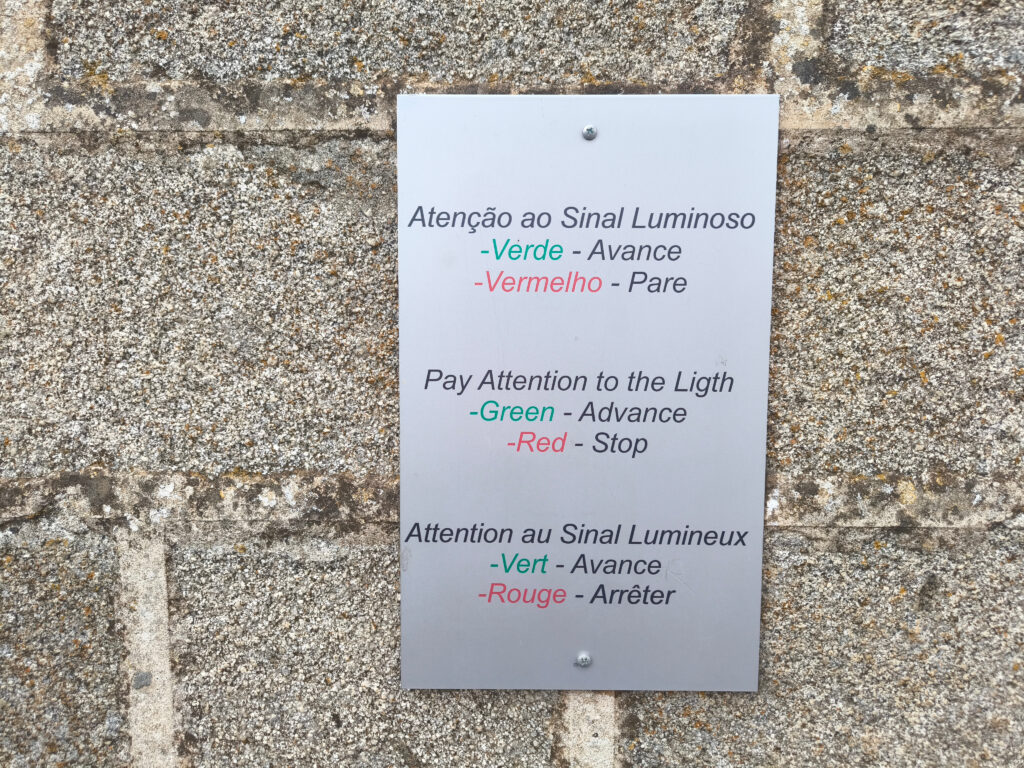 Atenção ao Sinal Luminoso
-Verde - Avance
-Vermelho - Pare
Pay Attention to the Ligth
-Green - Advance
-Red - Stop
Attention au Sinal Lumineux
-Vert - Avance
-Rouge - Arrêter